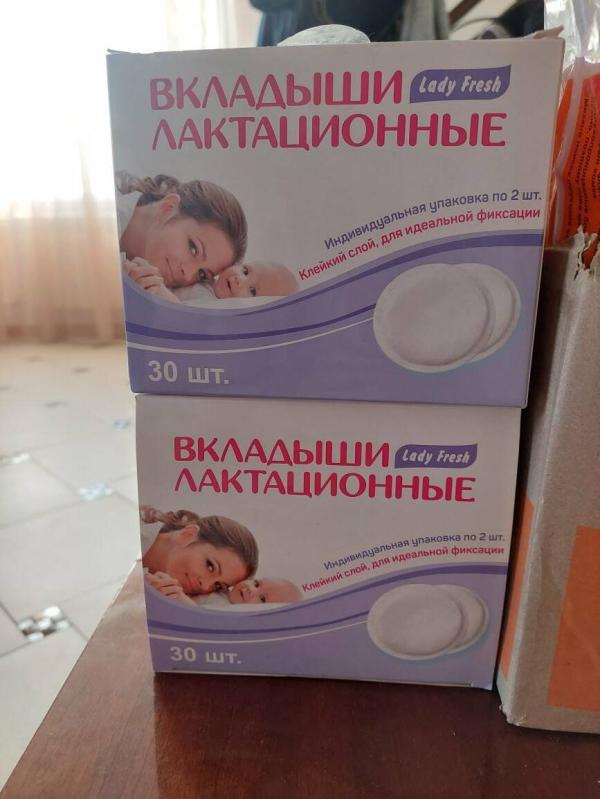 ВКЛАДЫШИ Lady Fresh
ЛАКТАЦИОННЫЕ
Индивидуальная упаковка по 2 шт.
Клейкий слой, для идеальной фиксации
30 шт.
ВКЛАДЫШИ Lady Fresh
ЛАКТАЦИОННЫЕ
Индивидуальная упаковка по 2 шт.
Клейкий слой, для идеальной фиксации
30 шт.